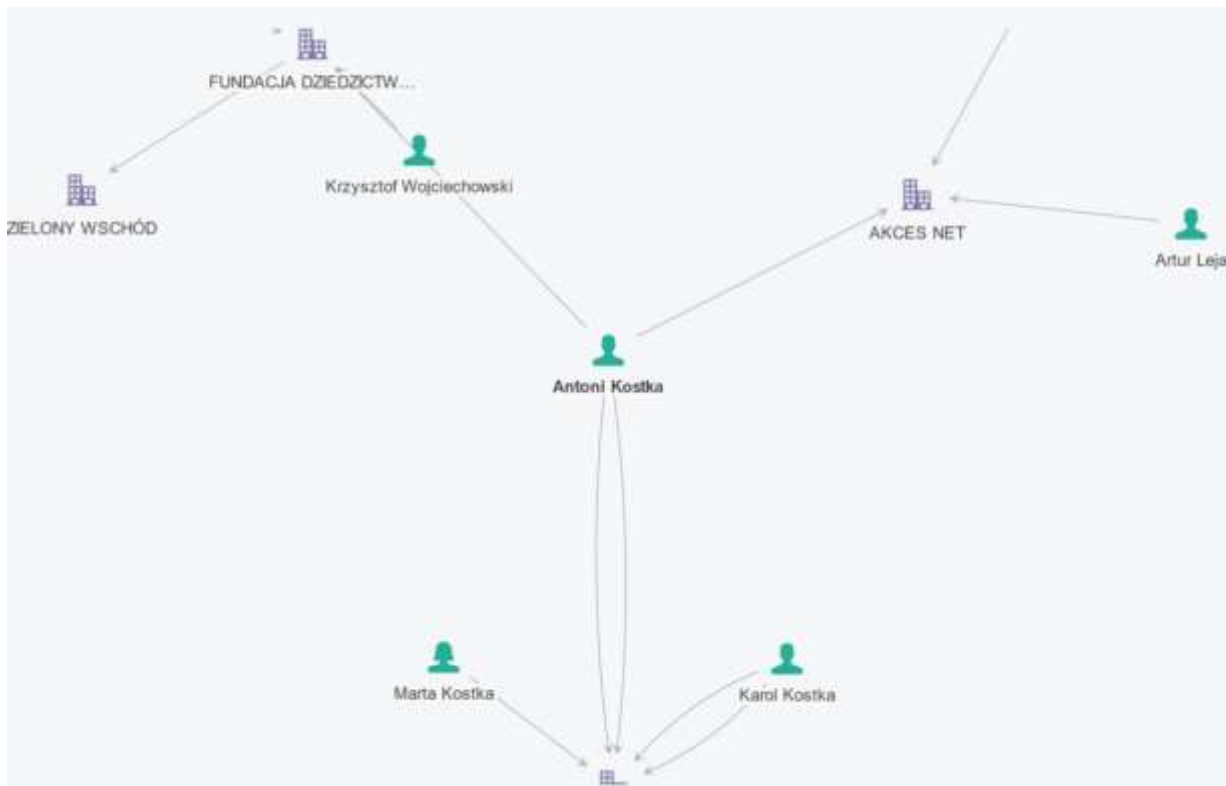 FUNDACJA DZIEDZICTW...
Krzysztof Wojciechowski
ZIELONY WSCHÓD
AKCES NET
Artur Leja
Antoni Kostka
Marta Kostka
Karol Kostka